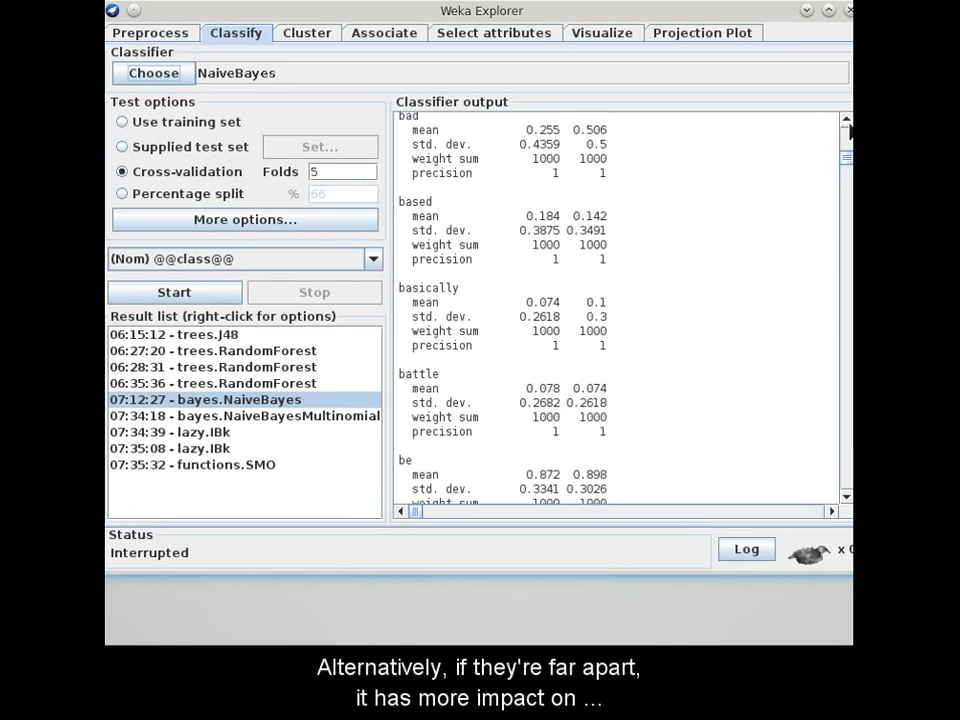 Weka Explorer
Preprocess Classify Cluster Associate Select attributes Visualize Projection Plot
Classifier
Choose NaiveBayes
Test options
Use training set
Supplied test set Set...
Cross-validation Folds 5
Percentage split % 66
More options...
(Nom) @@class@@
Start Stop
Result list (right-click for options)
06:15:12 - trees.J48
06:27:20 - trees.RandomForest
06:28:31 - trees.RandomForest
06:35:36 - trees.RandomForest
07:12:27 - bayes.NaiveBayes
07:34:18 - bayes.NaiveBayesMultinomial
07:34:39 - lazy.IBk
07:35:08 - lazy.IBk
07:35:32 - functions.SMO
Classifier output
bad
mean 0.255 0.506
std. dev. 0.4359 0.5
weight sum 1000 1000
precision 1 1
based
mean 0.184 0.142
std. dev. 0.3875 0.3491
weight sum 1000 1000
precision 1 1
basically
mean 0.074 0.1
std. dev. 0.2618 0.3
weight sum 1000 1000
precision 1 1
battle
mean 0.078 0.074
std. dev. 0.2682 0.2618
weight sum 1000 1000
precision 1 1
be
mean 0.872 0.898
std. dev. 0.3341 0.3026
weight sum 1000 1000
Status
Interrupted
Log x 0
Alternatively, if they're far apart,
it has more impact on ...